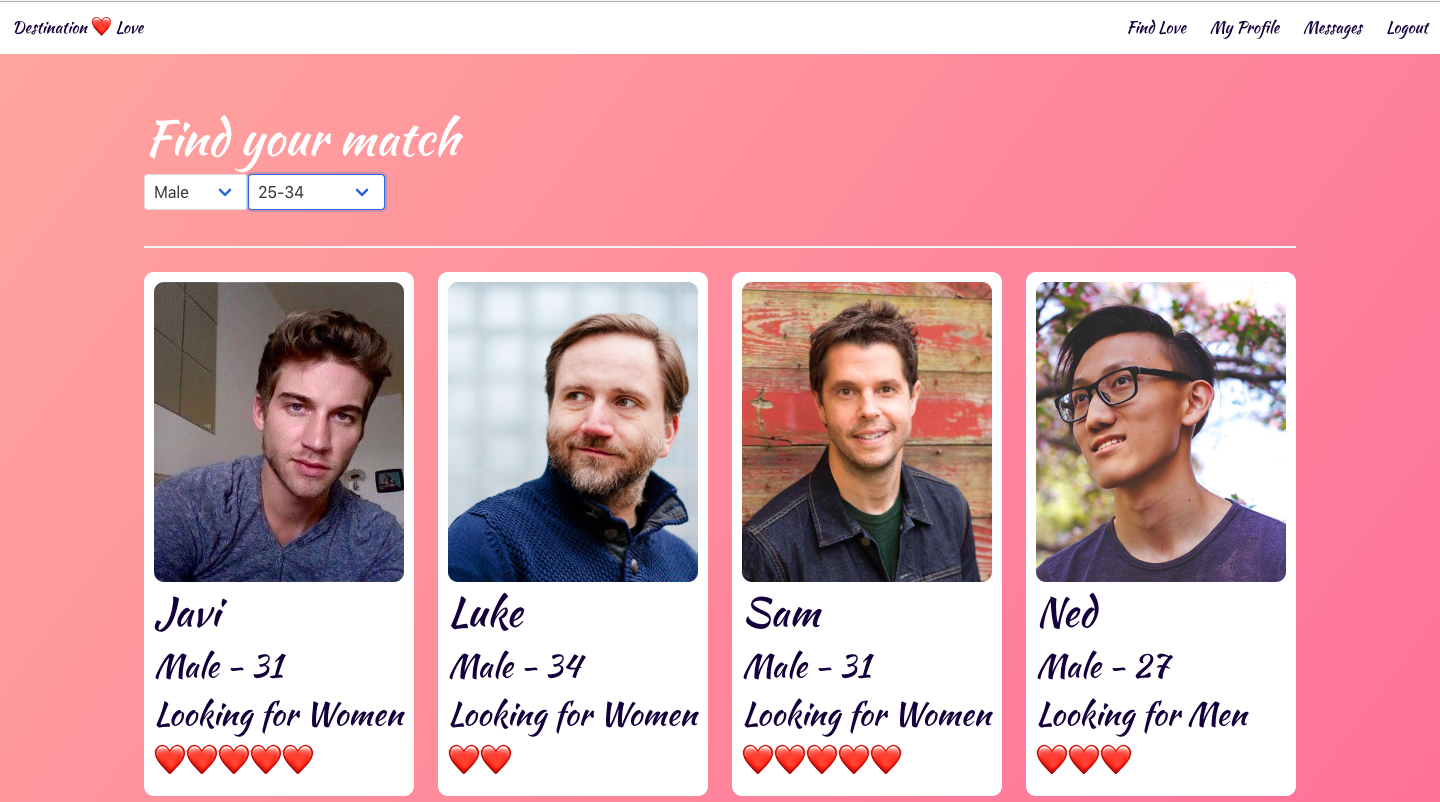 Destination ❤️ Love
Find Love My Profile Messages Logout
Find your match
Male 25-34
Javi
Male - 31
Looking for Women
Luke
Male - 34
Looking for Women
Sam
Male - 31
Looking for Women
Ned
Male - 27
Looking for Men